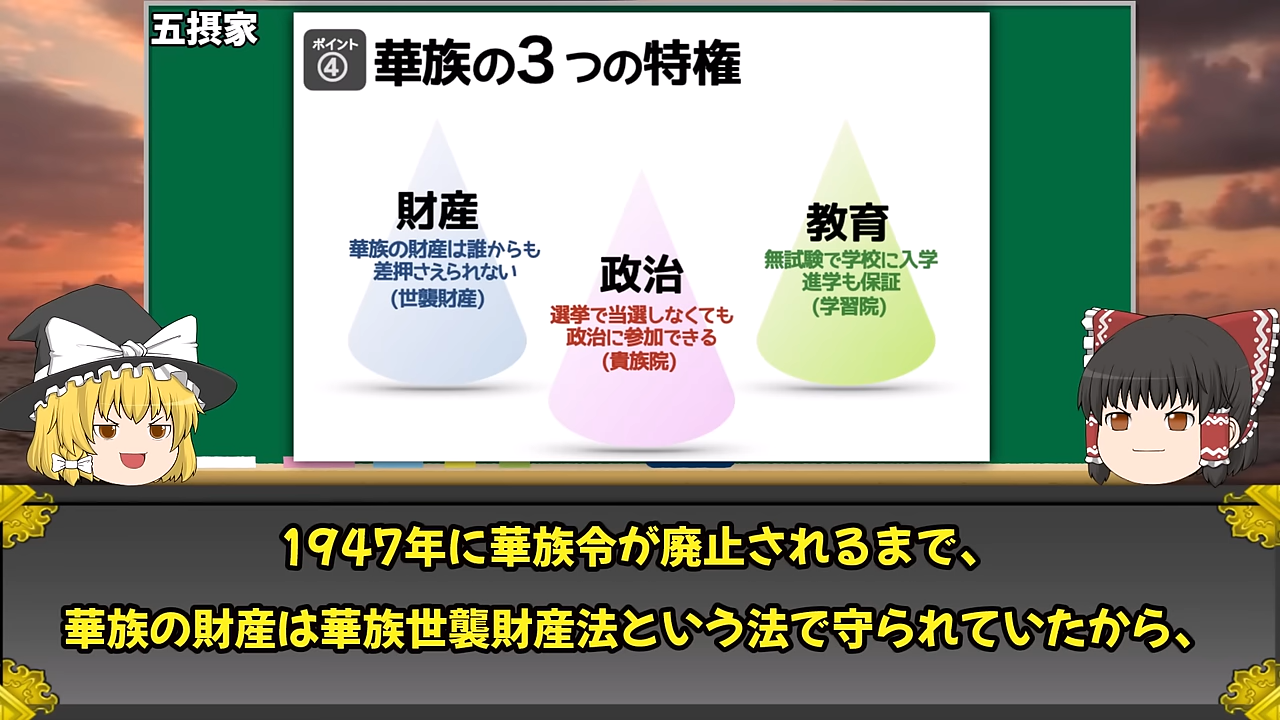 五摂家
ポイント
④
華族の3つの特権
財産
華族の財産は誰からも
差押さえられない
(世襲財産)
政治
選挙で当選しなくても
政治に参加できる
(貴族院)
教育
無試験で学校に入学
進学も保証
(学習院)
1947年に華族令が廃止されるまで、
華族の財産は華族世襲財産法という法で守られていたから、